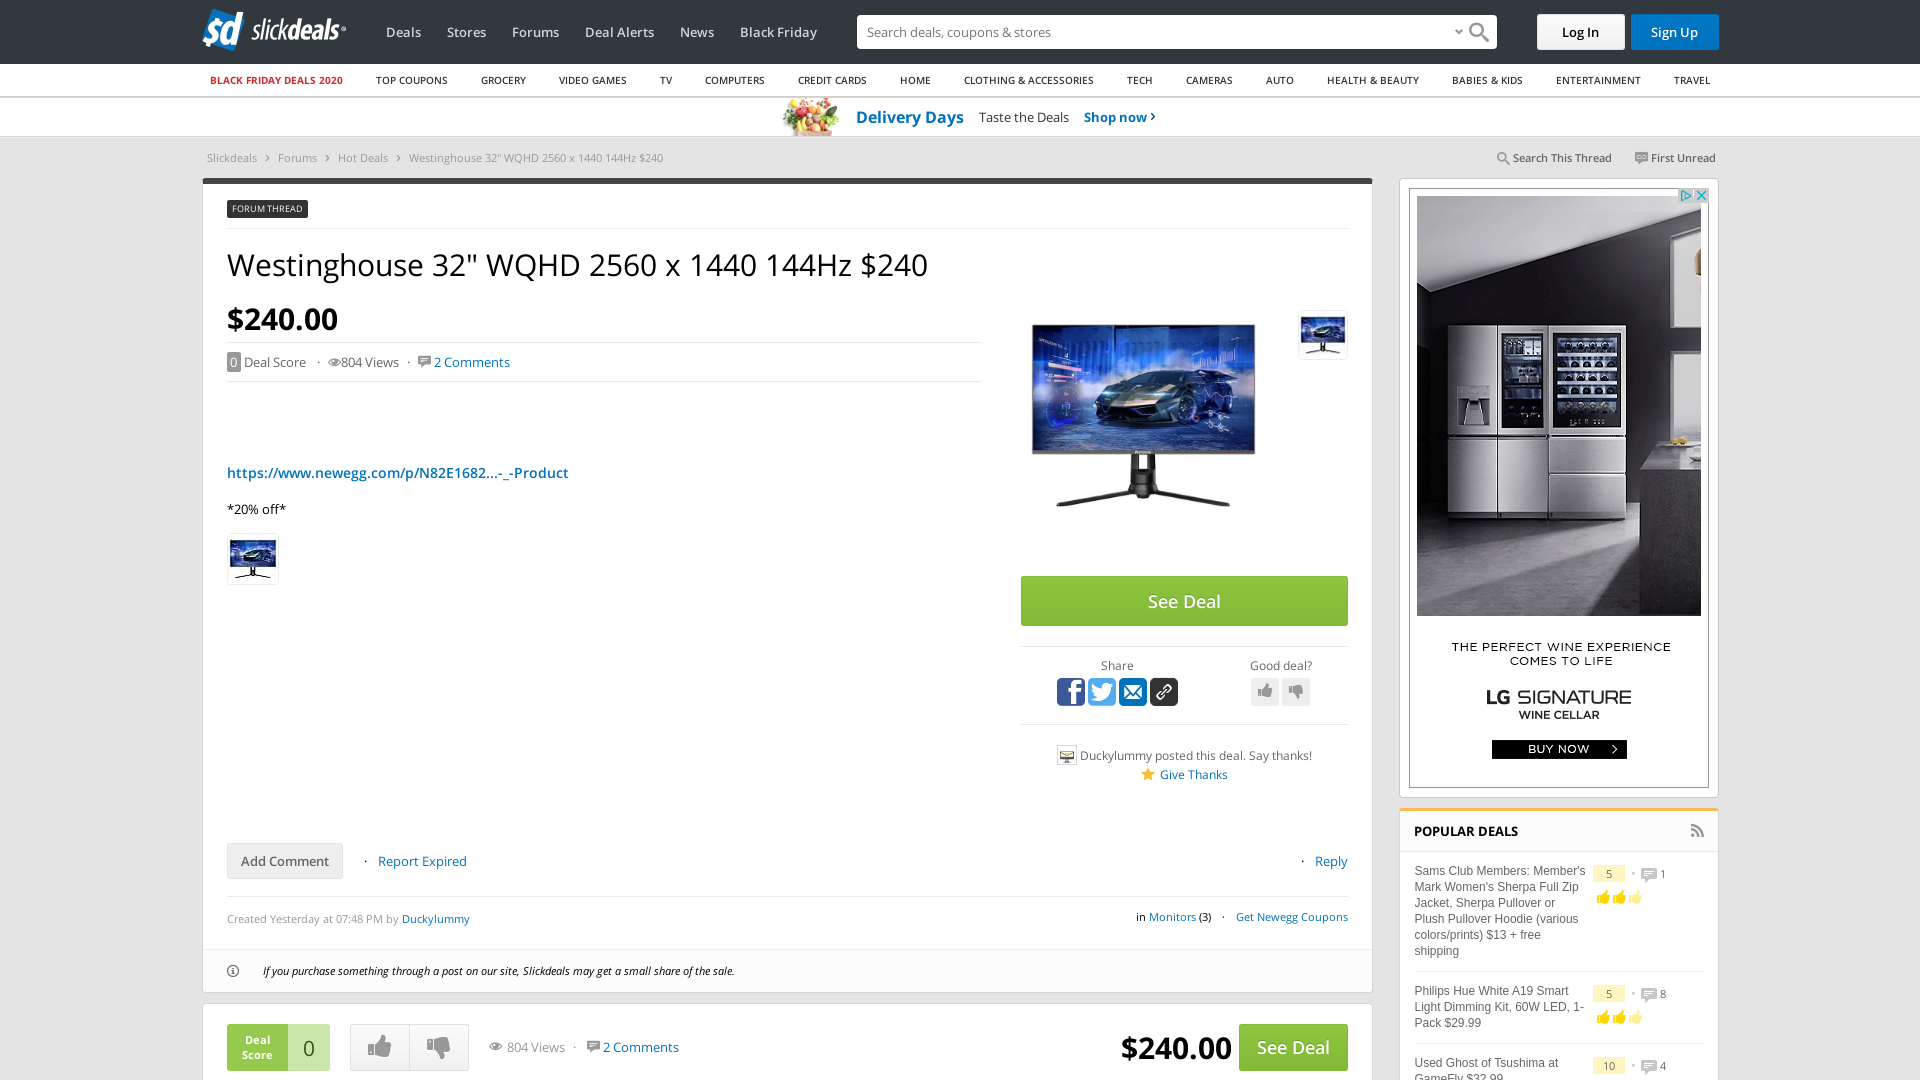 sd slickdeals
Deals
Stores
Forums
Deal Alerts
News
Black Friday
Search deals, coupons & stores
Log In
Sign Up
BLACK FRIDAY DEALS 2020
TOP COUPONS
GROCERY
VIDEO GAMES
TV
COMPUTERS
CREDIT CARDS
HOME
CLOTHING & ACCESSORIES
TECH
CAMERAS
AUTO
HEALTH & BEAUTY
BABIES & KIDS
ENTERTAINMENT
TRAVEL
Delivery Days Taste the Deals Shop now ›
Slickdeals › Forums › Hot Deals › Westinghouse 32" WQHD 2560 x 1440 144Hz $240
Search This Thread
First Unread
FORUM THREAD
Westinghouse 32" WQHD 2560 x 1440 144Hz $240
$240.00
0 Deal Score · 804 Views · 2 Comments
https://www.newegg.com/p/N82E1682...-_-Product
*20% off*
See Deal
Share
Good deal?
Duckylummy posted this deal. Say thanks!
Give Thanks
Add Comment
· Report Expired
· Reply
Created Yesterday at 07:48 PM by Duckylummy
in Monitors (3) · Get Newegg Coupons
If you purchase something through a post on our site, Slickdeals may get a small share of the sale.
Deal
Score
0
804 Views · 2 Comments
$240.00
See Deal
THE PERFECT WINE EXPERIENCE
COMES TO LIFE
LG SIGNATURE
WINE CELLAR
BUY NOW >
POPULAR DEALS
Sams Club Members: Member's
Mark Women's Sherpa Full Zip
Jacket, Sherpa Pullover or
Plush Pullover Hoodie (various
colors/prints) $13 + free
shipping
5 • 1
Philips Hue White A19 Smart
Light Dimming Kit, 60W LED, 1-
Pack $29.99
5 • 8
Used Ghost of Tsushima at
GameFly $32.99
10 • 4